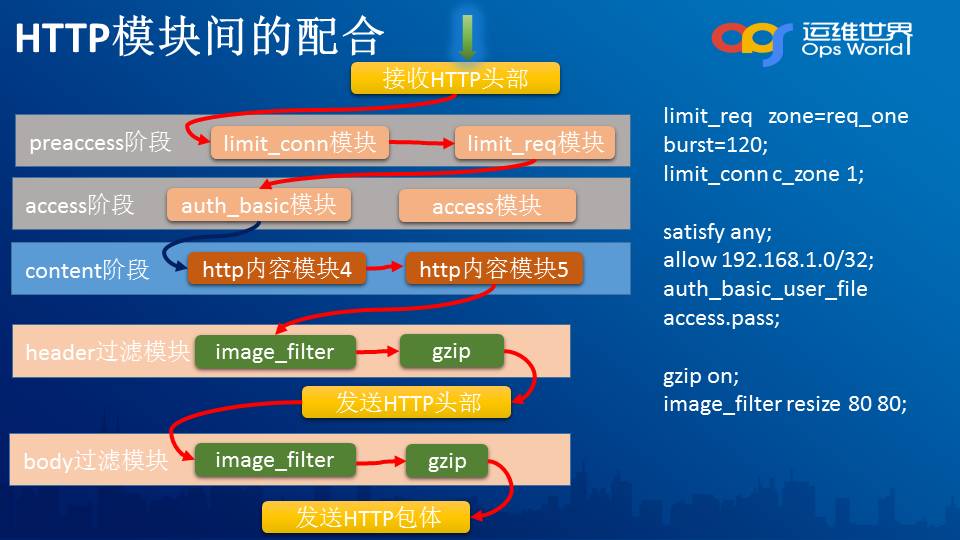 HTTP模块间的配合
运维世界
Ops World
接收HTTP头部
preaccess阶段
limit_conn模块
limit_req模块
access阶段
auth_basic模块
access模块
content阶段
http内容模块4
http内容模块5
header过滤模块
image_filter
gzip
发送HTTP头部
body过滤模块
image_filter
gzip
发送HTTP包体
limit_req zone=req_one
burst=120;
limit_conn c_zone 1;
satisfy any;
allow 192.168.1.0/32;
auth_basic_user_file
access.pass;
gzip on;
image_filter resize 80 80;